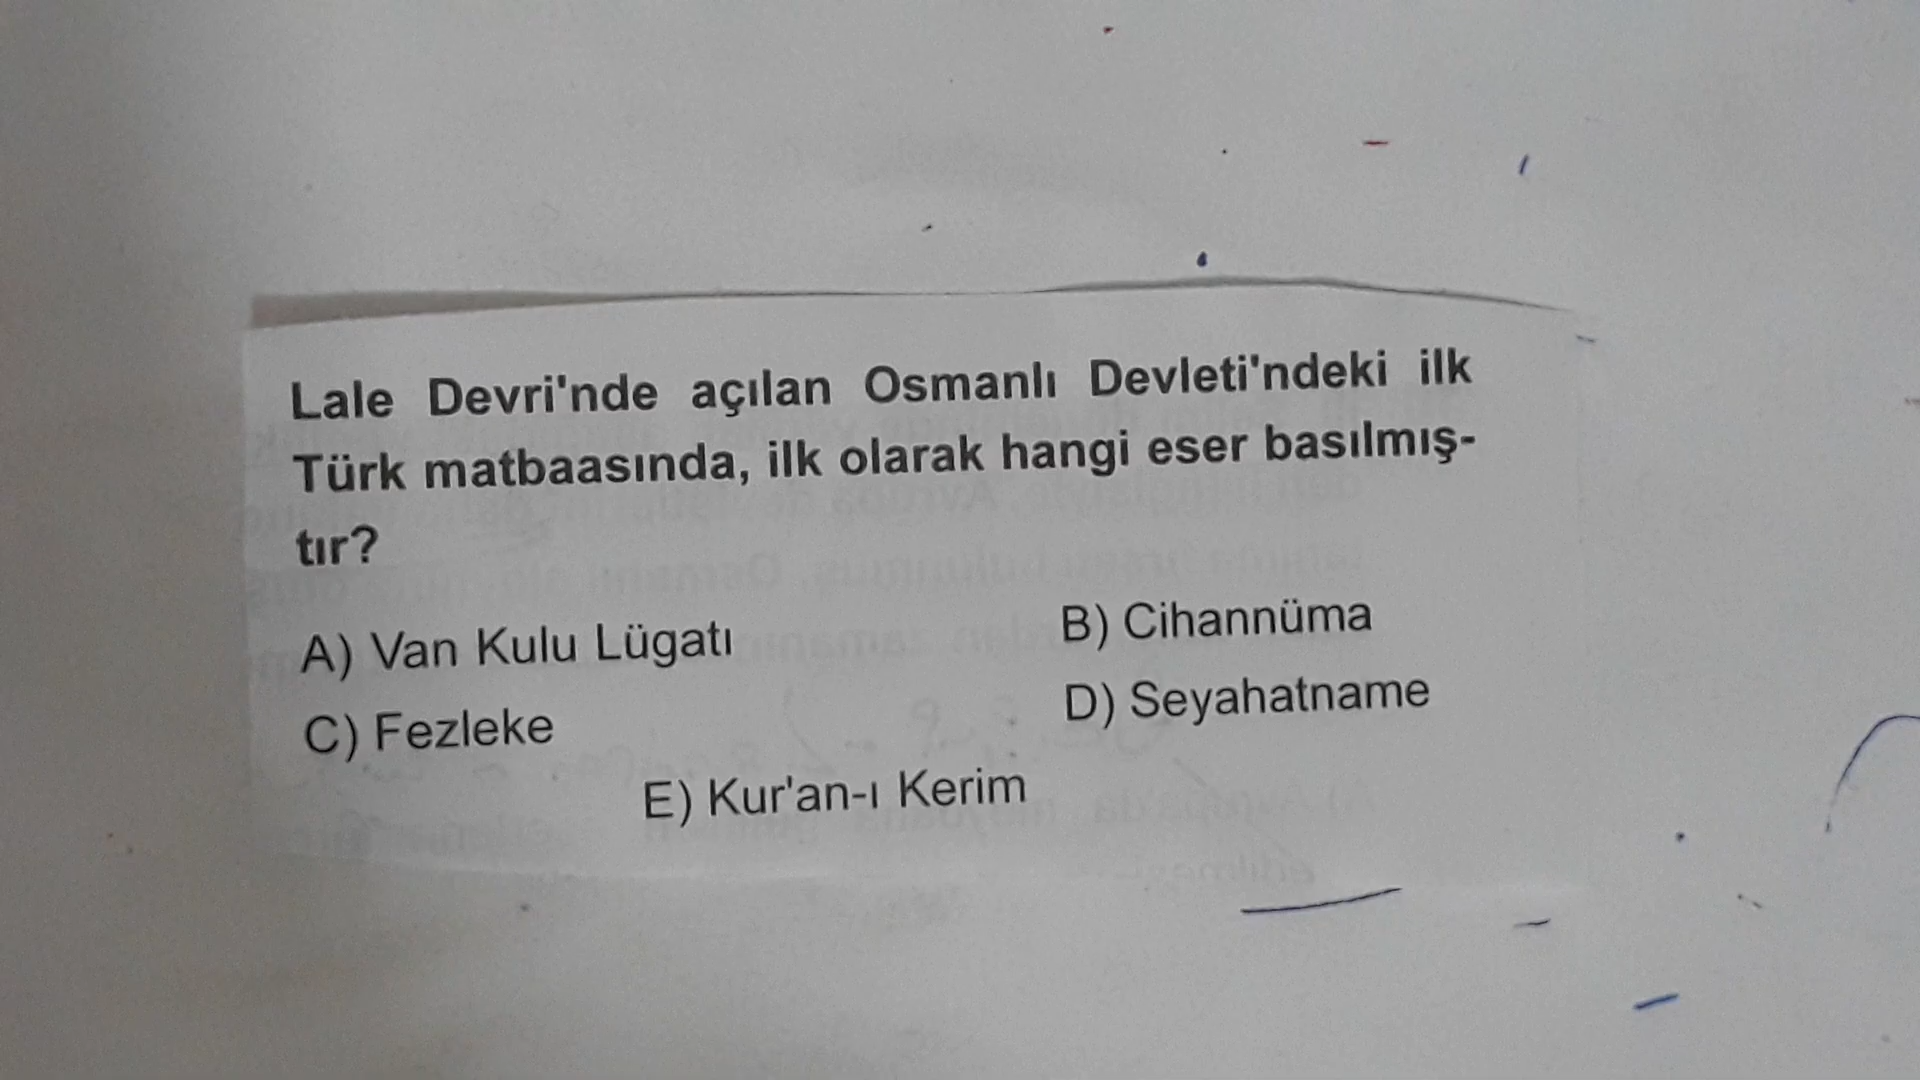 Lale Devri'nde açılan Osmanlı Devleti'ndeki ilk
Türk matbaasında, ilk olarak hangi eser basılmış-
tır?
A) Van Kulu Lügatı B) Cihannüma
C) Fezleke D) Seyahatname
E) Kur'an-ı Kerim